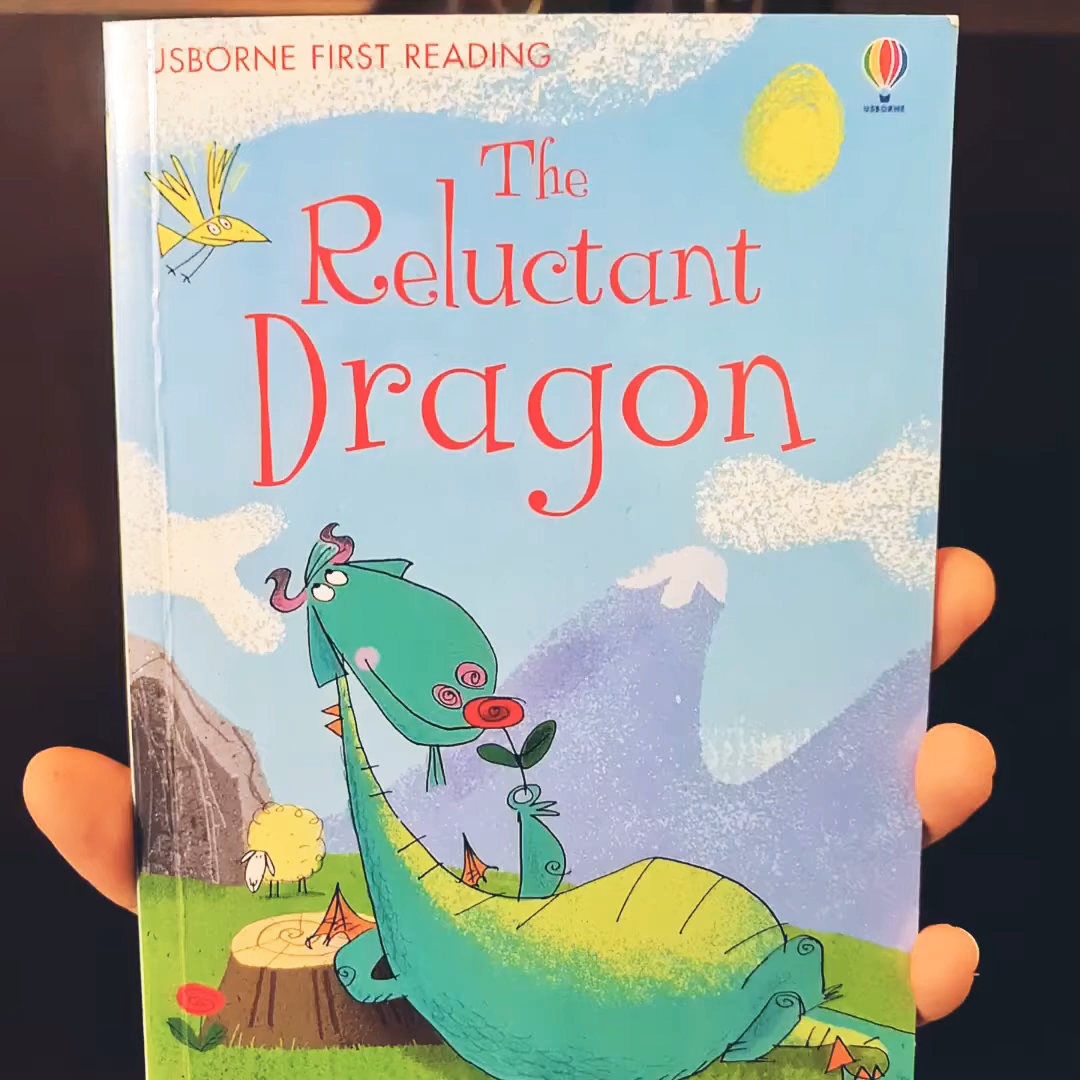 USBORNE FIRST READING
USBORNE
The
Reluctant
Dragon